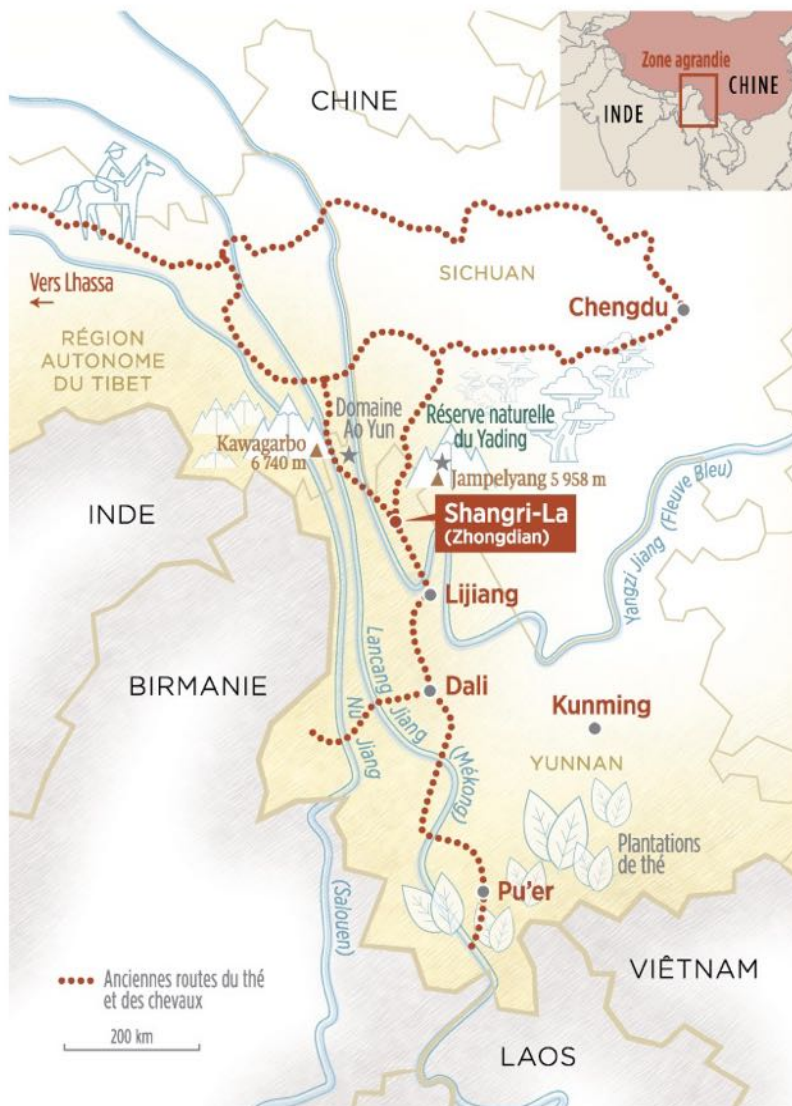 CHINE
Zone agrandie
CHINE
INDE
SICHUAN
Chengdu
Vers Lhassa
RÉGION
AUTONOME
DU TIBET
Domaine
Ao Yun
Réserve naturelle
du Yading
Kawagarbo
6 740 m
Jampelyang 5 958 m
Shangri-La
(Zhongdian)
INDE
Yangzi Jiang (Fleuve Bleu)
Lijiang
BIRMANIE
Lancang Jiang
(Mékong)
Nu Jiang
(Salouen)
Dali
Kunming
YUNNAN
Plantations
de thé
Pu'er
VIÊTNAM
Anciennes routes du thé
et des chevaux
200 km
LAOS